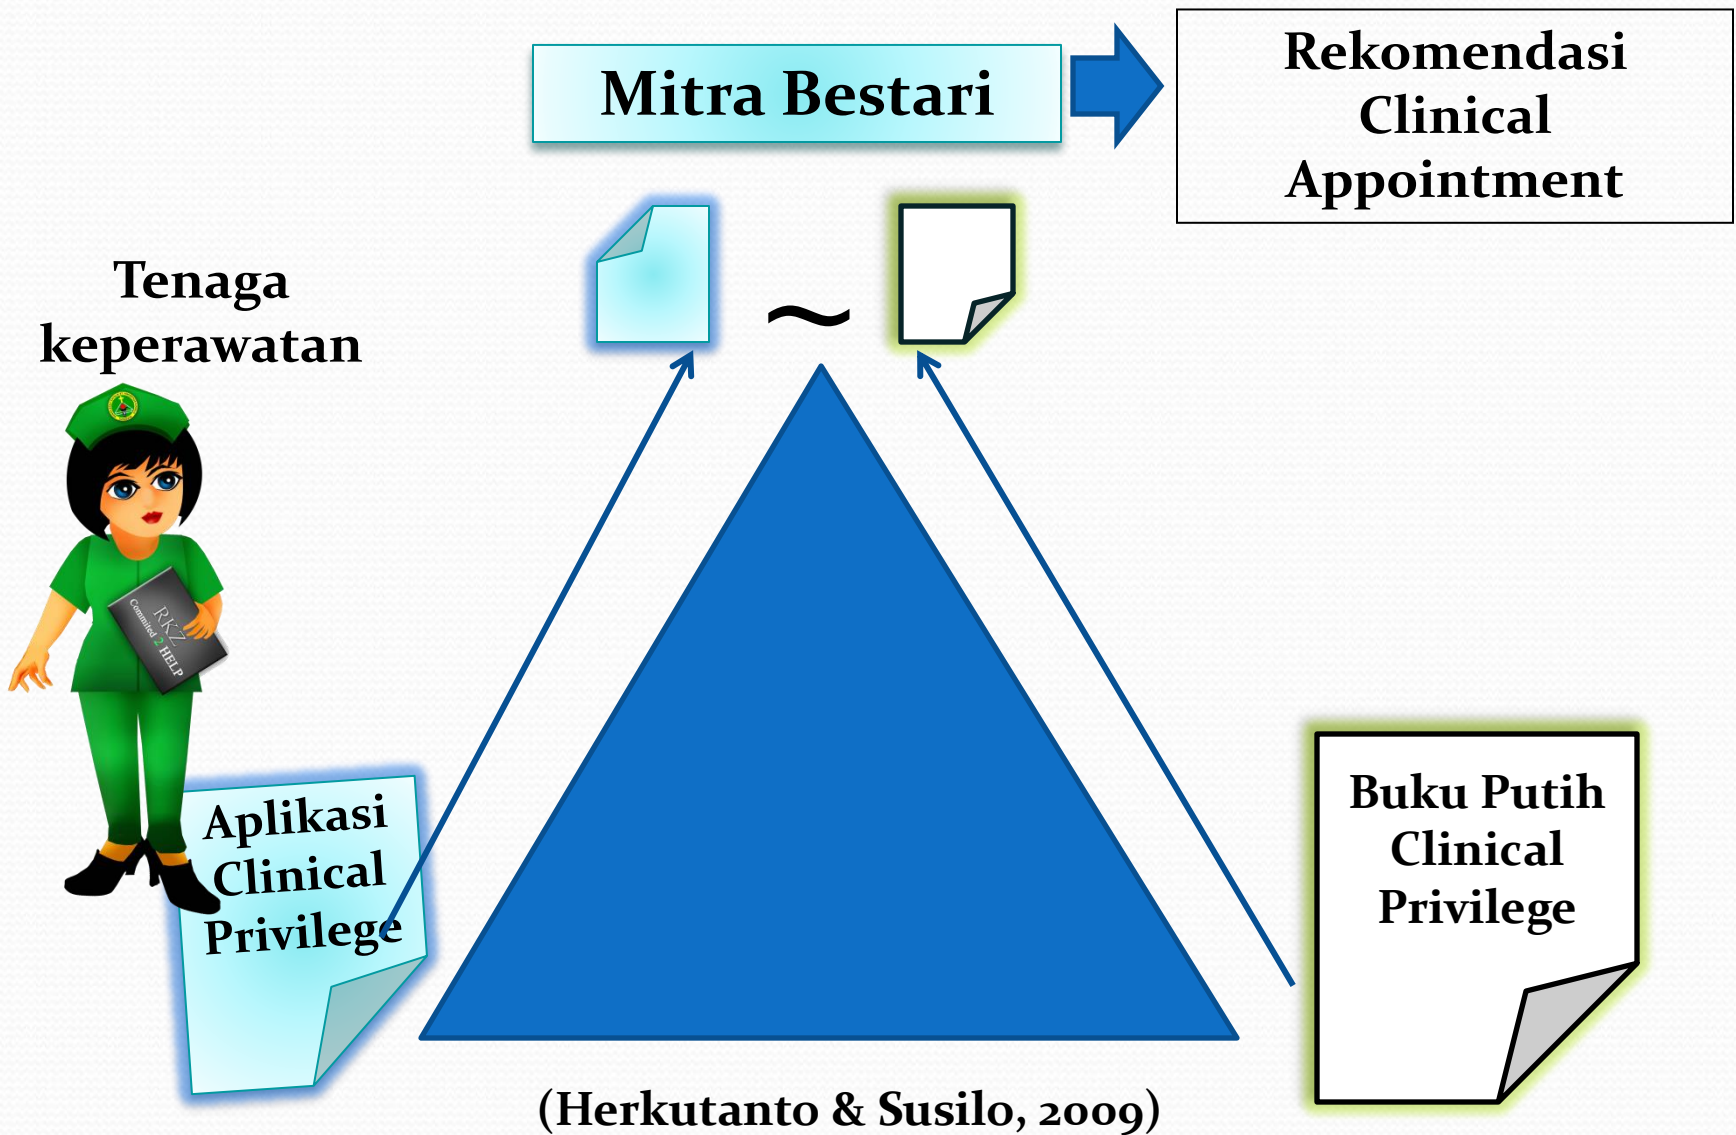 Mitra Bestari
Rekomendasi
Clinical
Appointment
Tenaga
keperawatan
~
RKZ
Commited 2 HELP
Aplikasi
Clinical
Privilege
Buku Putih
Clinical
Privilege
(Herkutanto & Susilo, 2009)